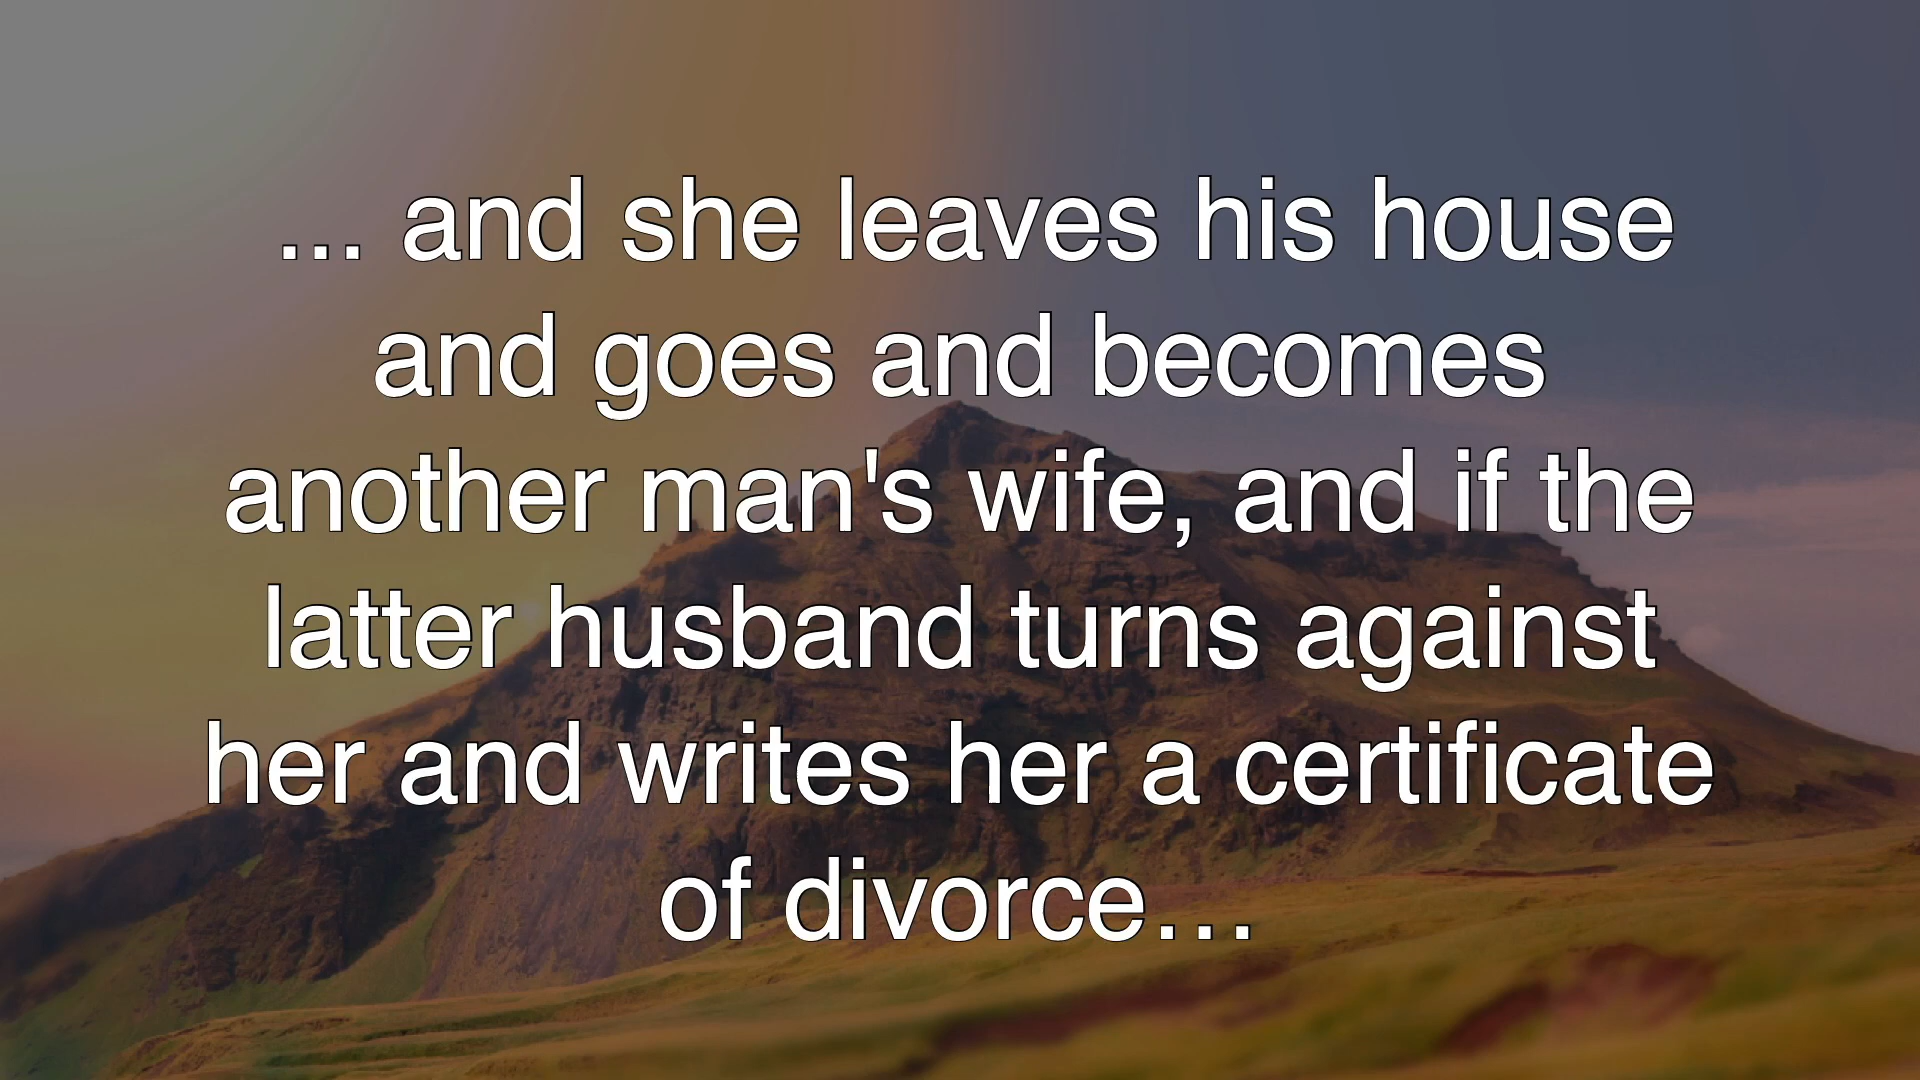 ... and she leaves his house
and goes and becomes
another man's wife, and if the
latter husband turns against
her and writes her a certificate
of divorce…